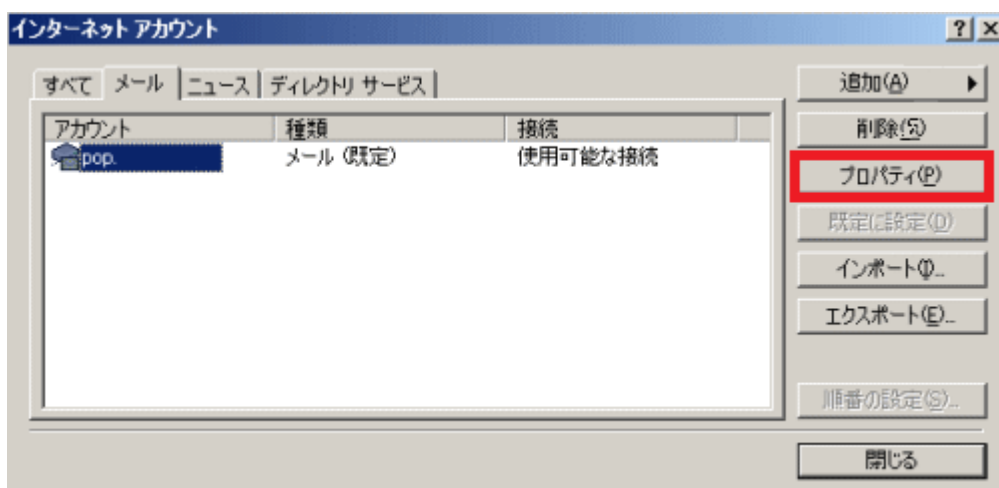 インターネット アカウント
すべて メール ニュース ディレクトリ サービス
アカウント 種類 接続
pop. メール (既定) 使用可能な接続
追加(A)
削除(R)
プロパティ(P)
既定に設定(D)
インポート(I)...
エクスポート(E)...
順番の設定(S)...
閉じる